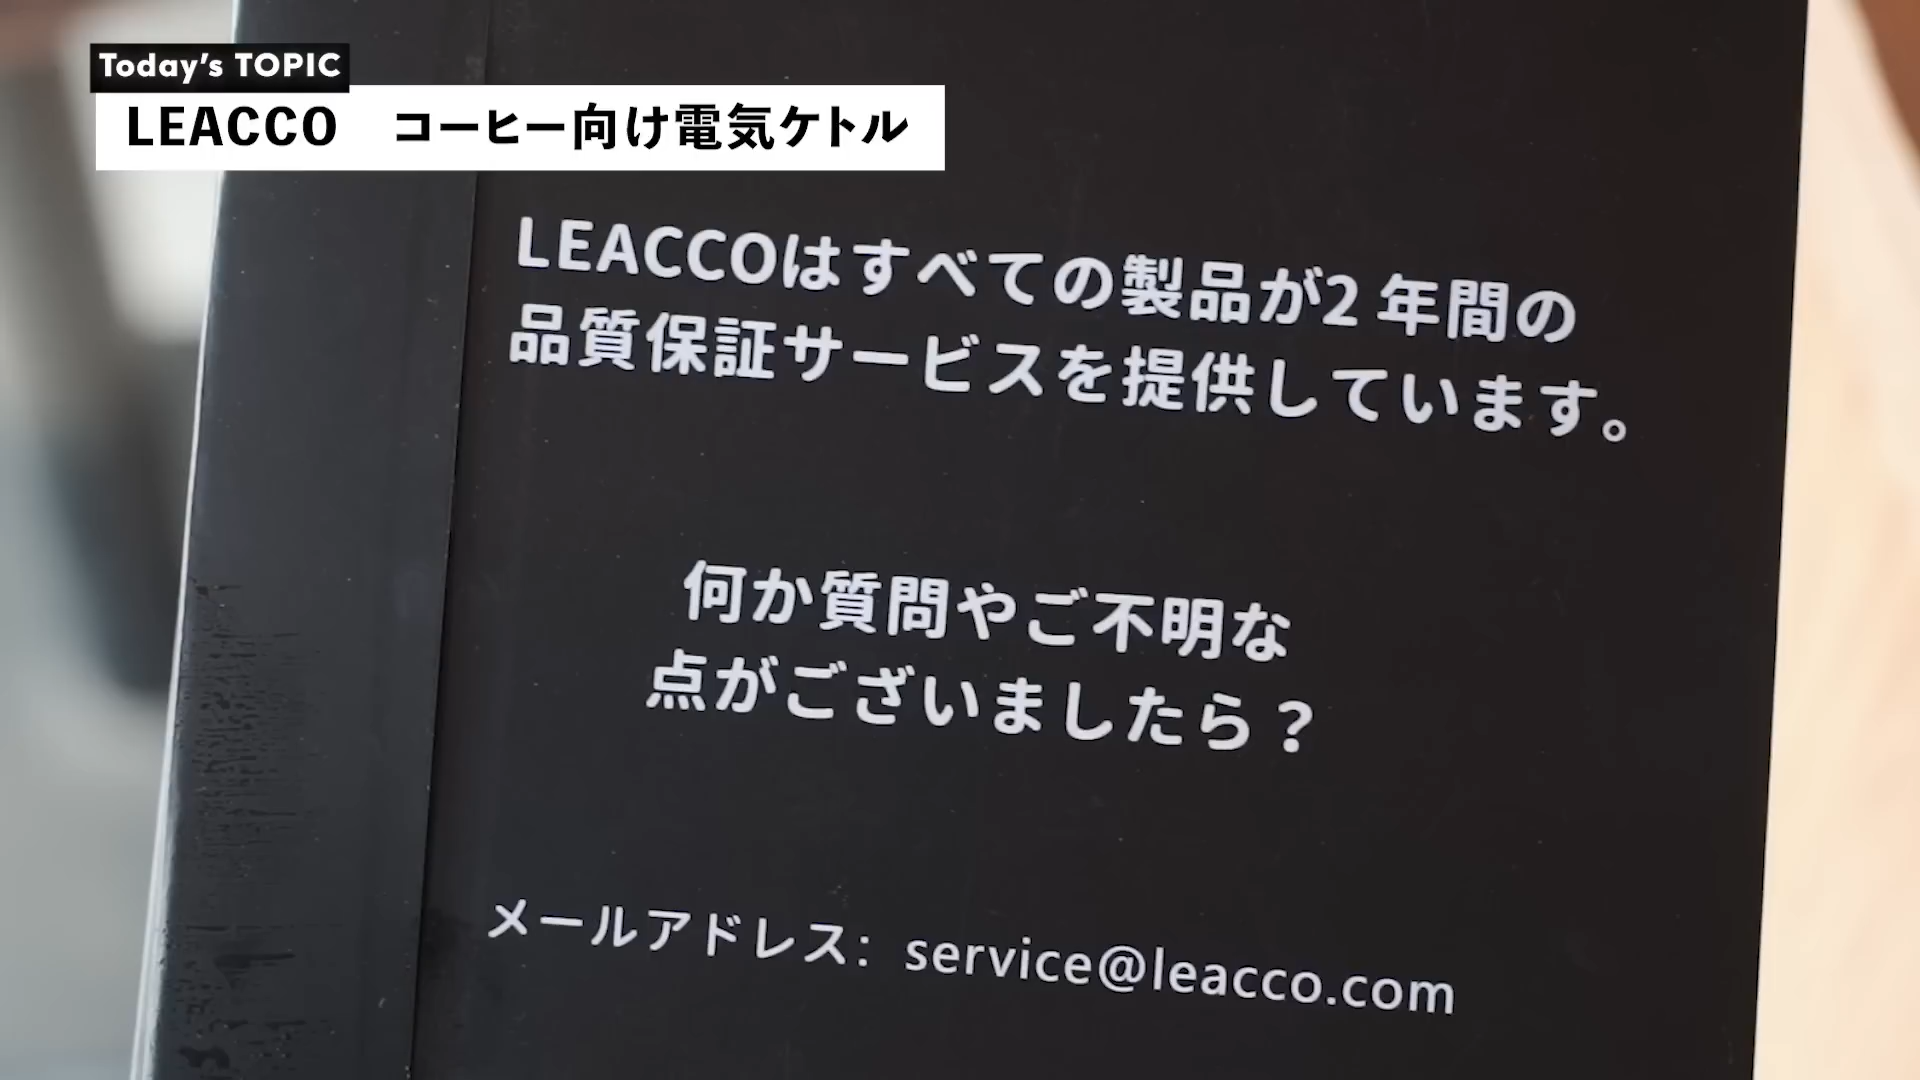 Today's TOPIC
LEACCO　コーヒー向け電気ケトル
LEACCOはすべての製品が2 年間の
品質保証サービスを提供しています。
何か質問やご不明な
点がございましたら？
メールアドレス: service@leacco.com